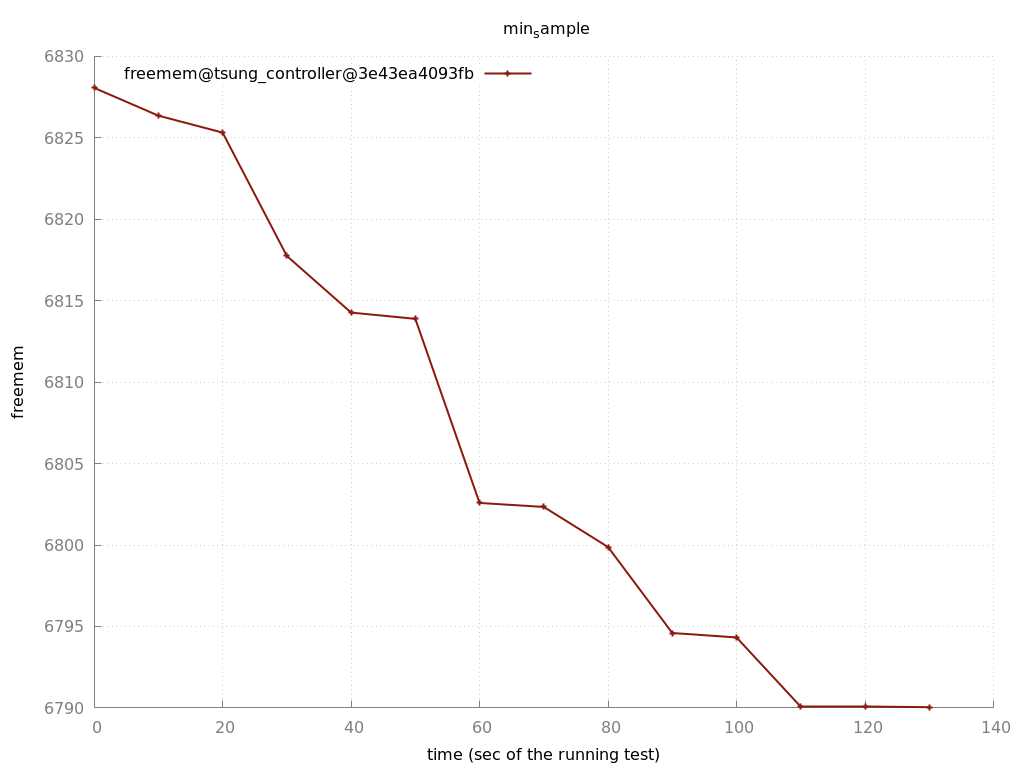 min_sample
6830
freemem@tsung_controller@3e43ea4093fb
6825
6820
6815
6810
freemem
6805
6800
6795
6790
0 20 40 60 80 100 120 140
time (sec of the running test)